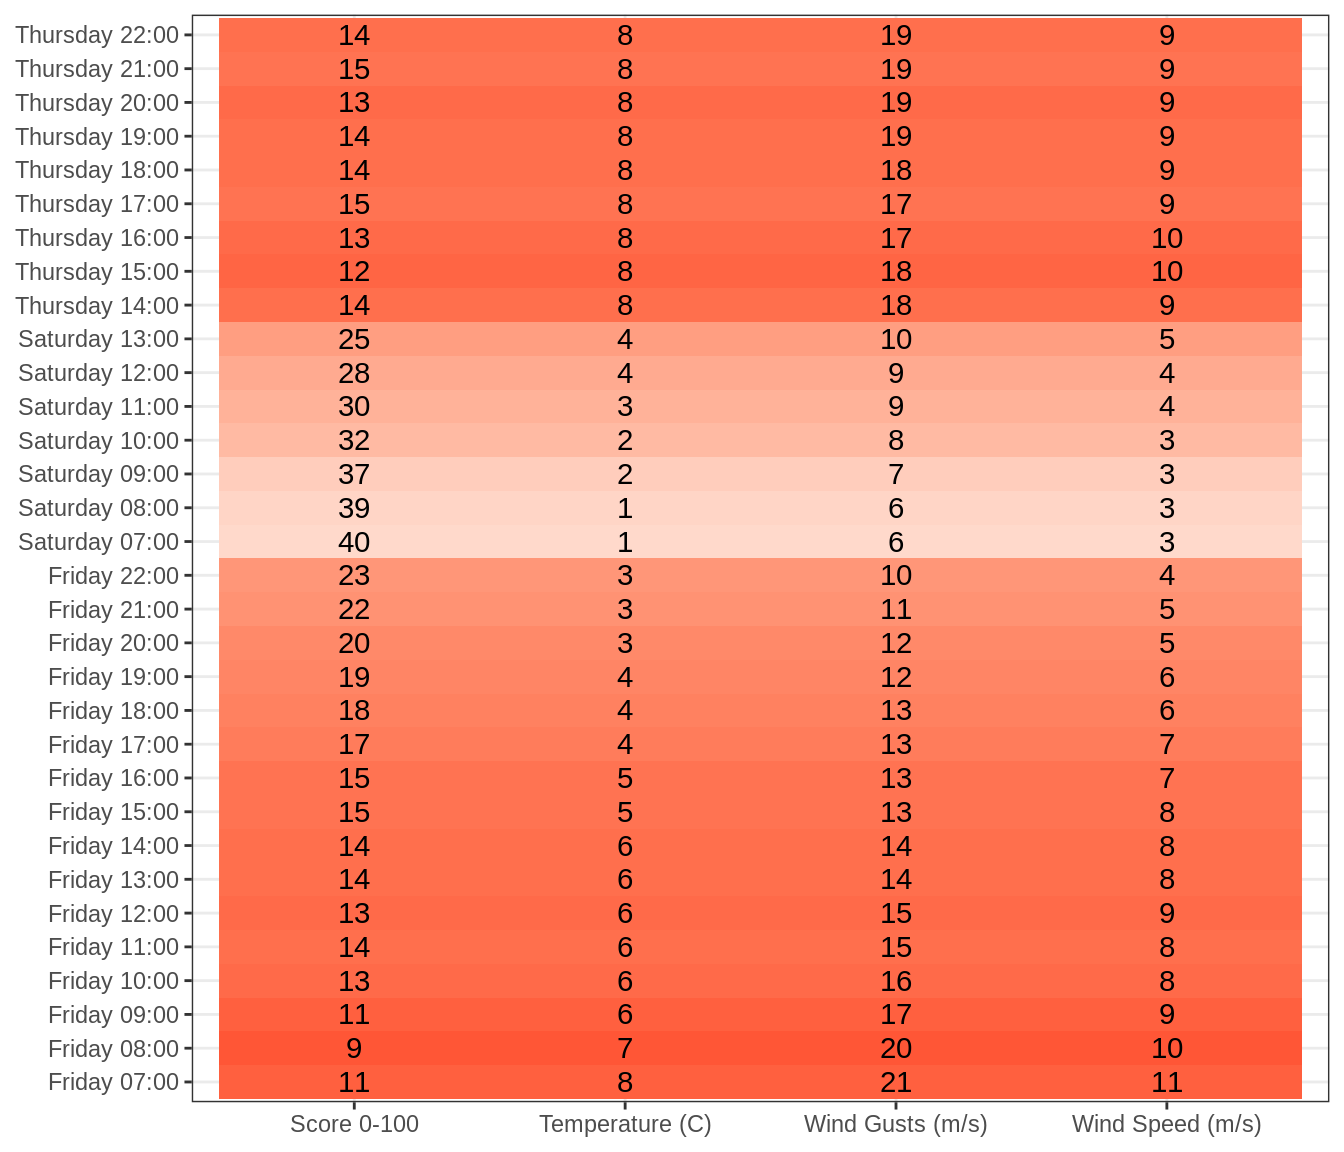 Thursday 22:00 14 8 19 9
Thursday 21:00 15 8 19 9
Thursday 20:00 13 8 19 9
Thursday 19:00 14 8 19 9
Thursday 18:00 14 8 18 9
Thursday 17:00 15 8 17 9
Thursday 16:00 13 8 17 10
Thursday 15:00 12 8 18 10
Thursday 14:00 14 8 18 9
Saturday 13:00 25 4 10 5
Saturday 12:00 28 4 9 4
Saturday 11:00 30 3 9 4
Saturday 10:00 32 2 8 3
Saturday 09:00 37 2 7 3
Saturday 08:00 39 1 6 3
Saturday 07:00 40 1 6 3
Friday 22:00 23 3 10 4
Friday 21:00 22 3 11 5
Friday 20:00 20 3 12 5
Friday 19:00 19 4 12 6
Friday 18:00 18 4 13 6
Friday 17:00 17 4 13 7
Friday 16:00 15 5 13 7
Friday 15:00 15 5 13 8
Friday 14:00 14 6 14 8
Friday 13:00 14 6 14 8
Friday 12:00 13 6 15 9
Friday 11:00 14 6 15 8
Friday 10:00 13 6 16 8
Friday 09:00 11 6 17 9
Friday 08:00 9 7 20 10
Friday 07:00 11 8 21 11
Score 0-100 Temperature (C) Wind Gusts (m/s) Wind Speed (m/s)